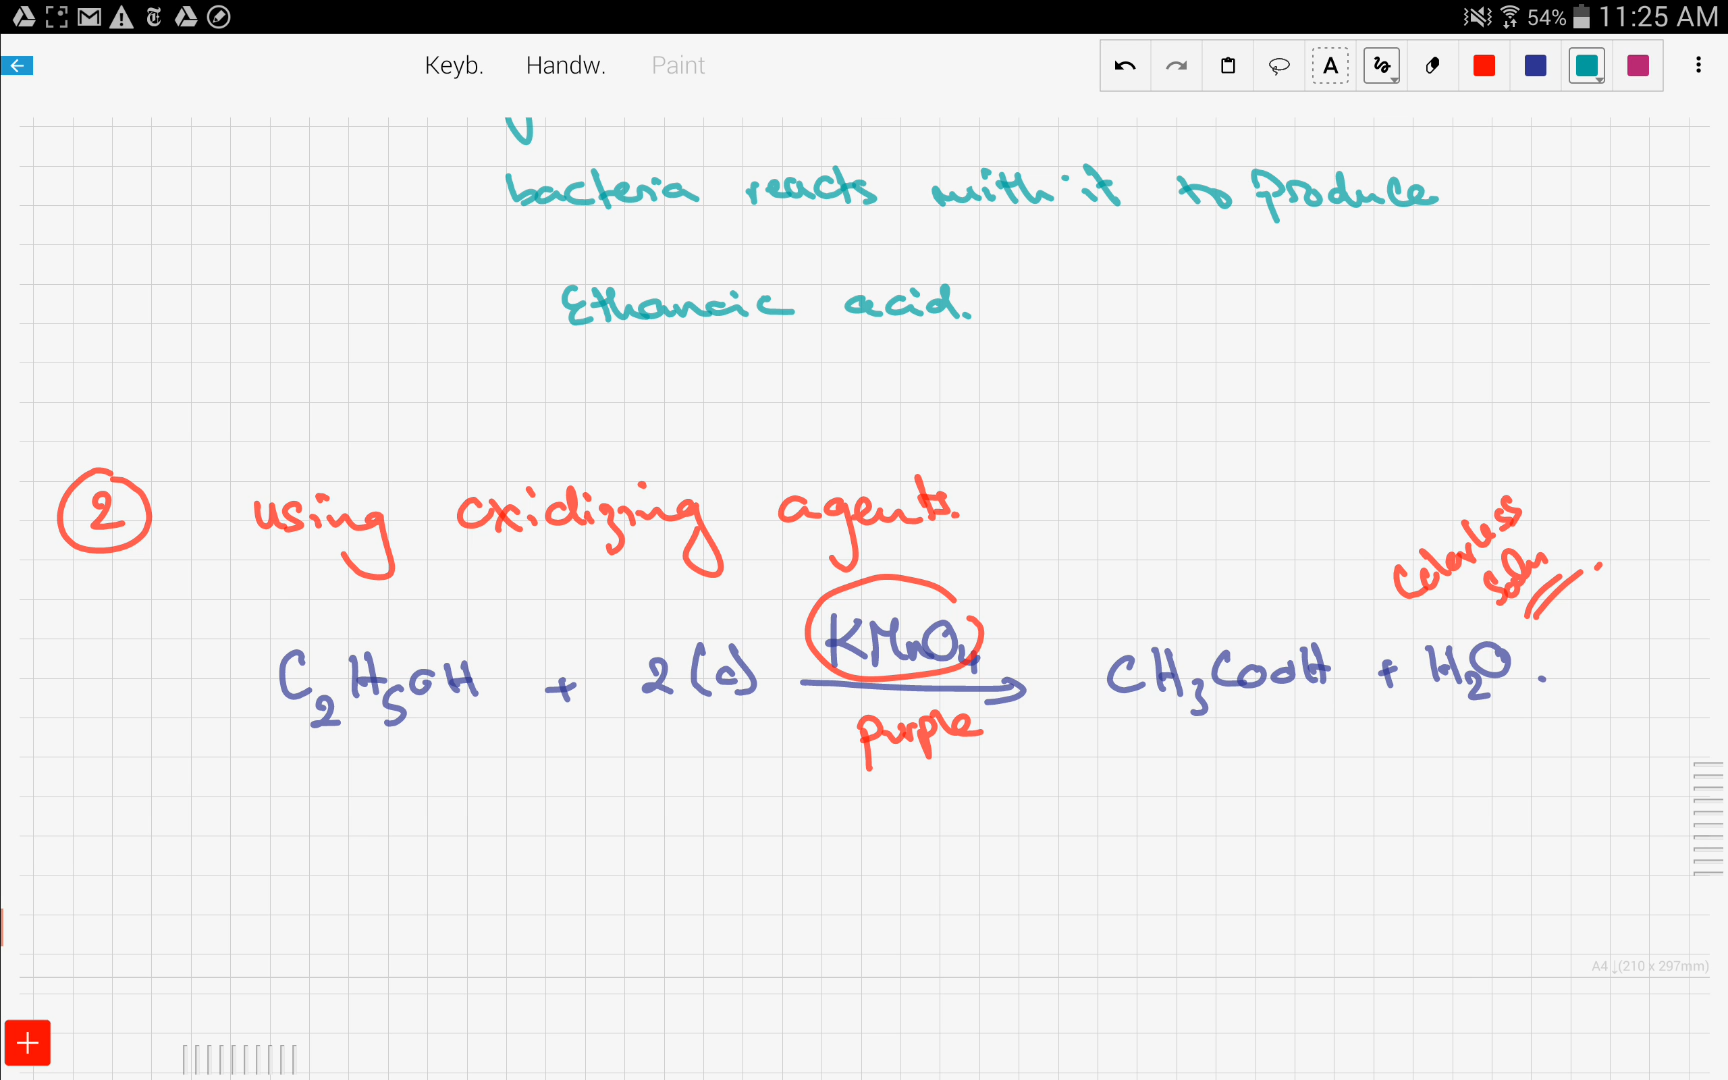 54% 11:25 AM
Keyb. Handw. Paint A
bacteria reacts with it to produce
Ethanoic acid.
2 using oxidizing agents.
Colorless
soln
KMnO4
C2H5OH + 2(O) → CH3COOH + H2O.
purple
A4 (210 x 297mm)
+